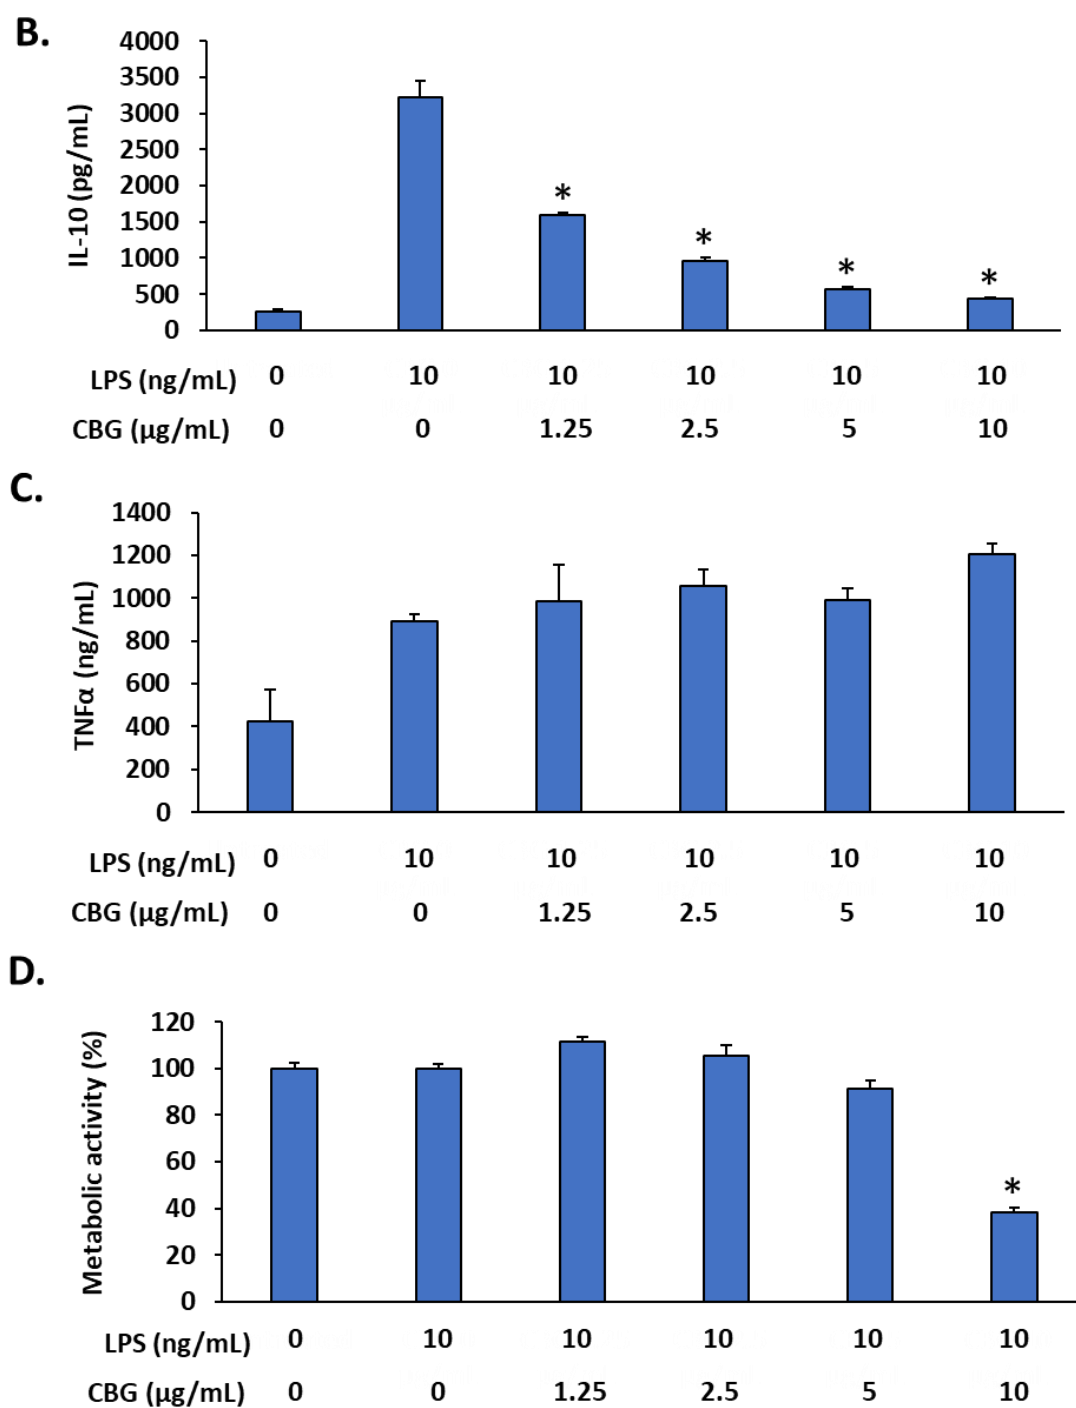 B.
4000
3500
3000
2500
2000
1500
1000
500
0
IL-10 (pg/mL)
*
*
*
*
LPS (ng/mL) 0 10 10 10 10 10
CBG (µg/mL) 0 0 1.25 2.5 5 10
C.
1400
1200
1000
800
600
400
200
0
TNFα (ng/mL)
LPS (ng/mL) 0 10 10 10 10 10
CBG (µg/mL) 0 0 1.25 2.5 5 10
D.
120
100
80
60
40
20
0
Metabolic activity (%)
*
LPS (ng/mL) 0 10 10 10 10 10
CBG (µg/mL) 0 0 1.25 2.5 5 10